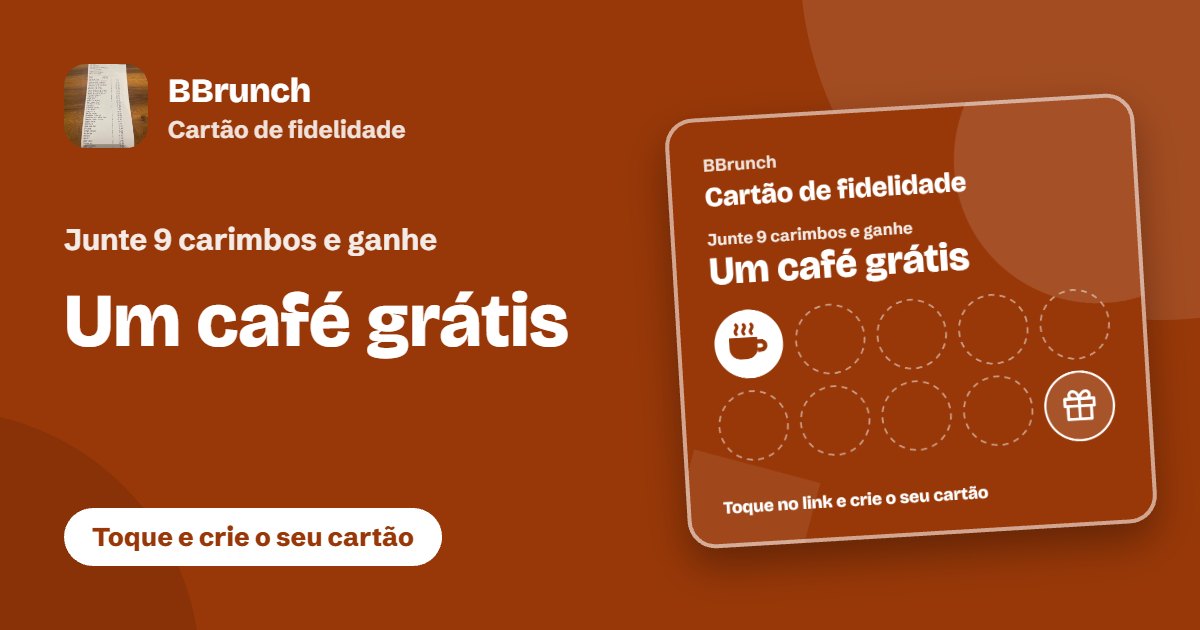 BBrunch
Cartão de fidelidade
Junte 9 carimbos e ganhe
Um café grátis
Toque e crie o seu cartão
BBrunch
Cartão de fidelidade
Junte 9 carimbos e ganhe
Um café grátis
Toque no link e crie o seu cartão